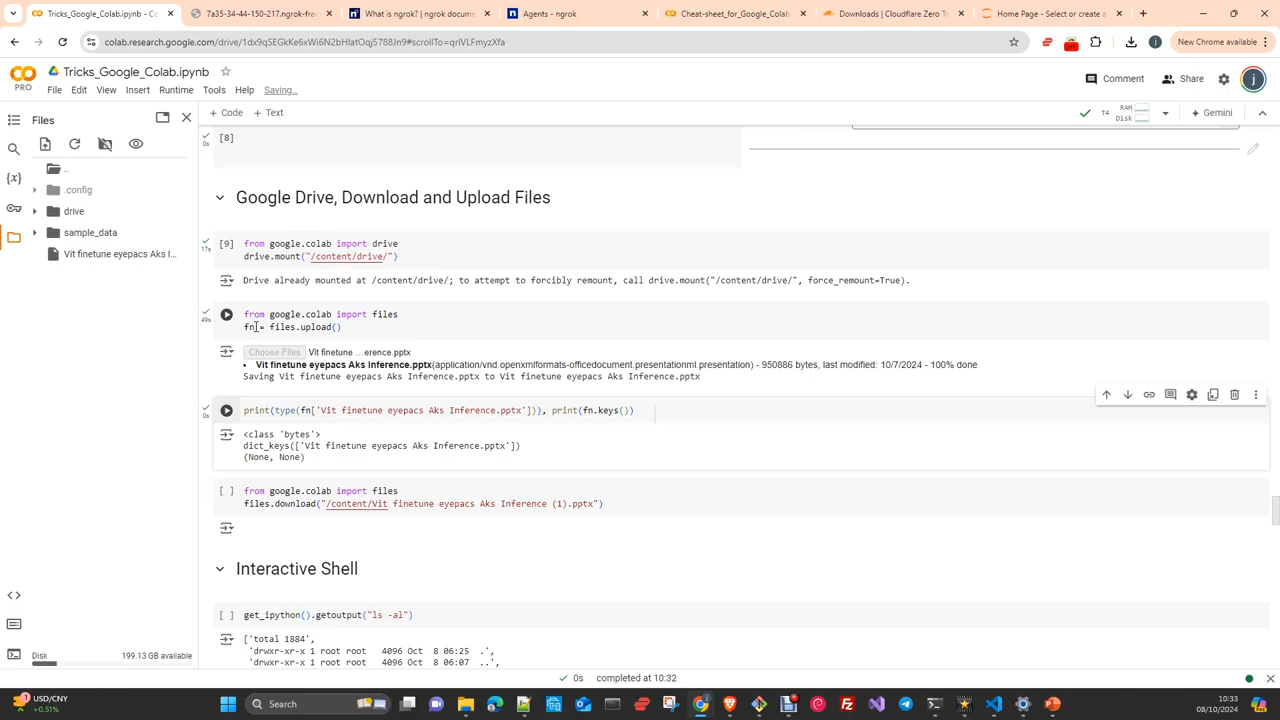 Tricks_Google_Colab.ipynb - Co
7a35-34-44-150-217.ngrok-free
What is ngrok? | ngrok docume
Agents - ngrok
Cheat-sheet_for_Google_Colab
Downloads | Cloudflare Zero T
Home Page - Select or create a
colab.research.google.com/drive/1dx9qSEgKke6xWi6N2bHlatOqj5788Jn9#scrollTo=qrIVLFmyzXfa
OFF
New Chrome available
PRO
Tricks_Google_Colab.ipynb
File Edit View Insert Runtime Tools Help Saving...
Comment
Share
j
Files
+ Code + Text
T4
RAM
Disk
Gemini
..
.config
drive
sample_data
Vit finetune eyepacs Aks I...
0s
[8]
Google Drive, Download and Upload Files
[9]
17s
from google.colab import drive
drive.mount("/content/drive/")
Drive already mounted at /content/drive/; to attempt to forcibly remount, call drive.mount("/content/drive/", force_remount=True).
49s
from google.colab import files
fn = files.upload()
Choose Files Vit finetune ...erence.pptx
• Vit finetune eyepacs Aks Inference.pptx(application/vnd.openxmlformats-officedocument.presentationml.presentation) - 950886 bytes, last modified: 10/7/2024 - 100% done
Saving Vit finetune eyepacs Aks Inference.pptx to Vit finetune eyepacs Aks Inference.pptx
0s
print(type(fn['Vit finetune eyepacs Aks Inference.pptx'])), print(fn.keys())
<class 'bytes'>
dict_keys(['Vit finetune eyepacs Aks Inference.pptx'])
(None, None)
[ ]
from google.colab import files
files.download("/content/Vit finetune eyepacs Aks Inference (1).pptx")
Interactive Shell
[ ]
get_ipython().getoutput("ls -al")
['total 1884',
'drwxr-xr-x 1 root root 4096 Oct 8 06:25 .',
'drwxr-xr-x 1 root root 4096 Oct 8 06:07 ..',
Disk
199.13 GB available
0s completed at 10:32
USD/CNY
+0.51%
Search
10:33
08/10/2024